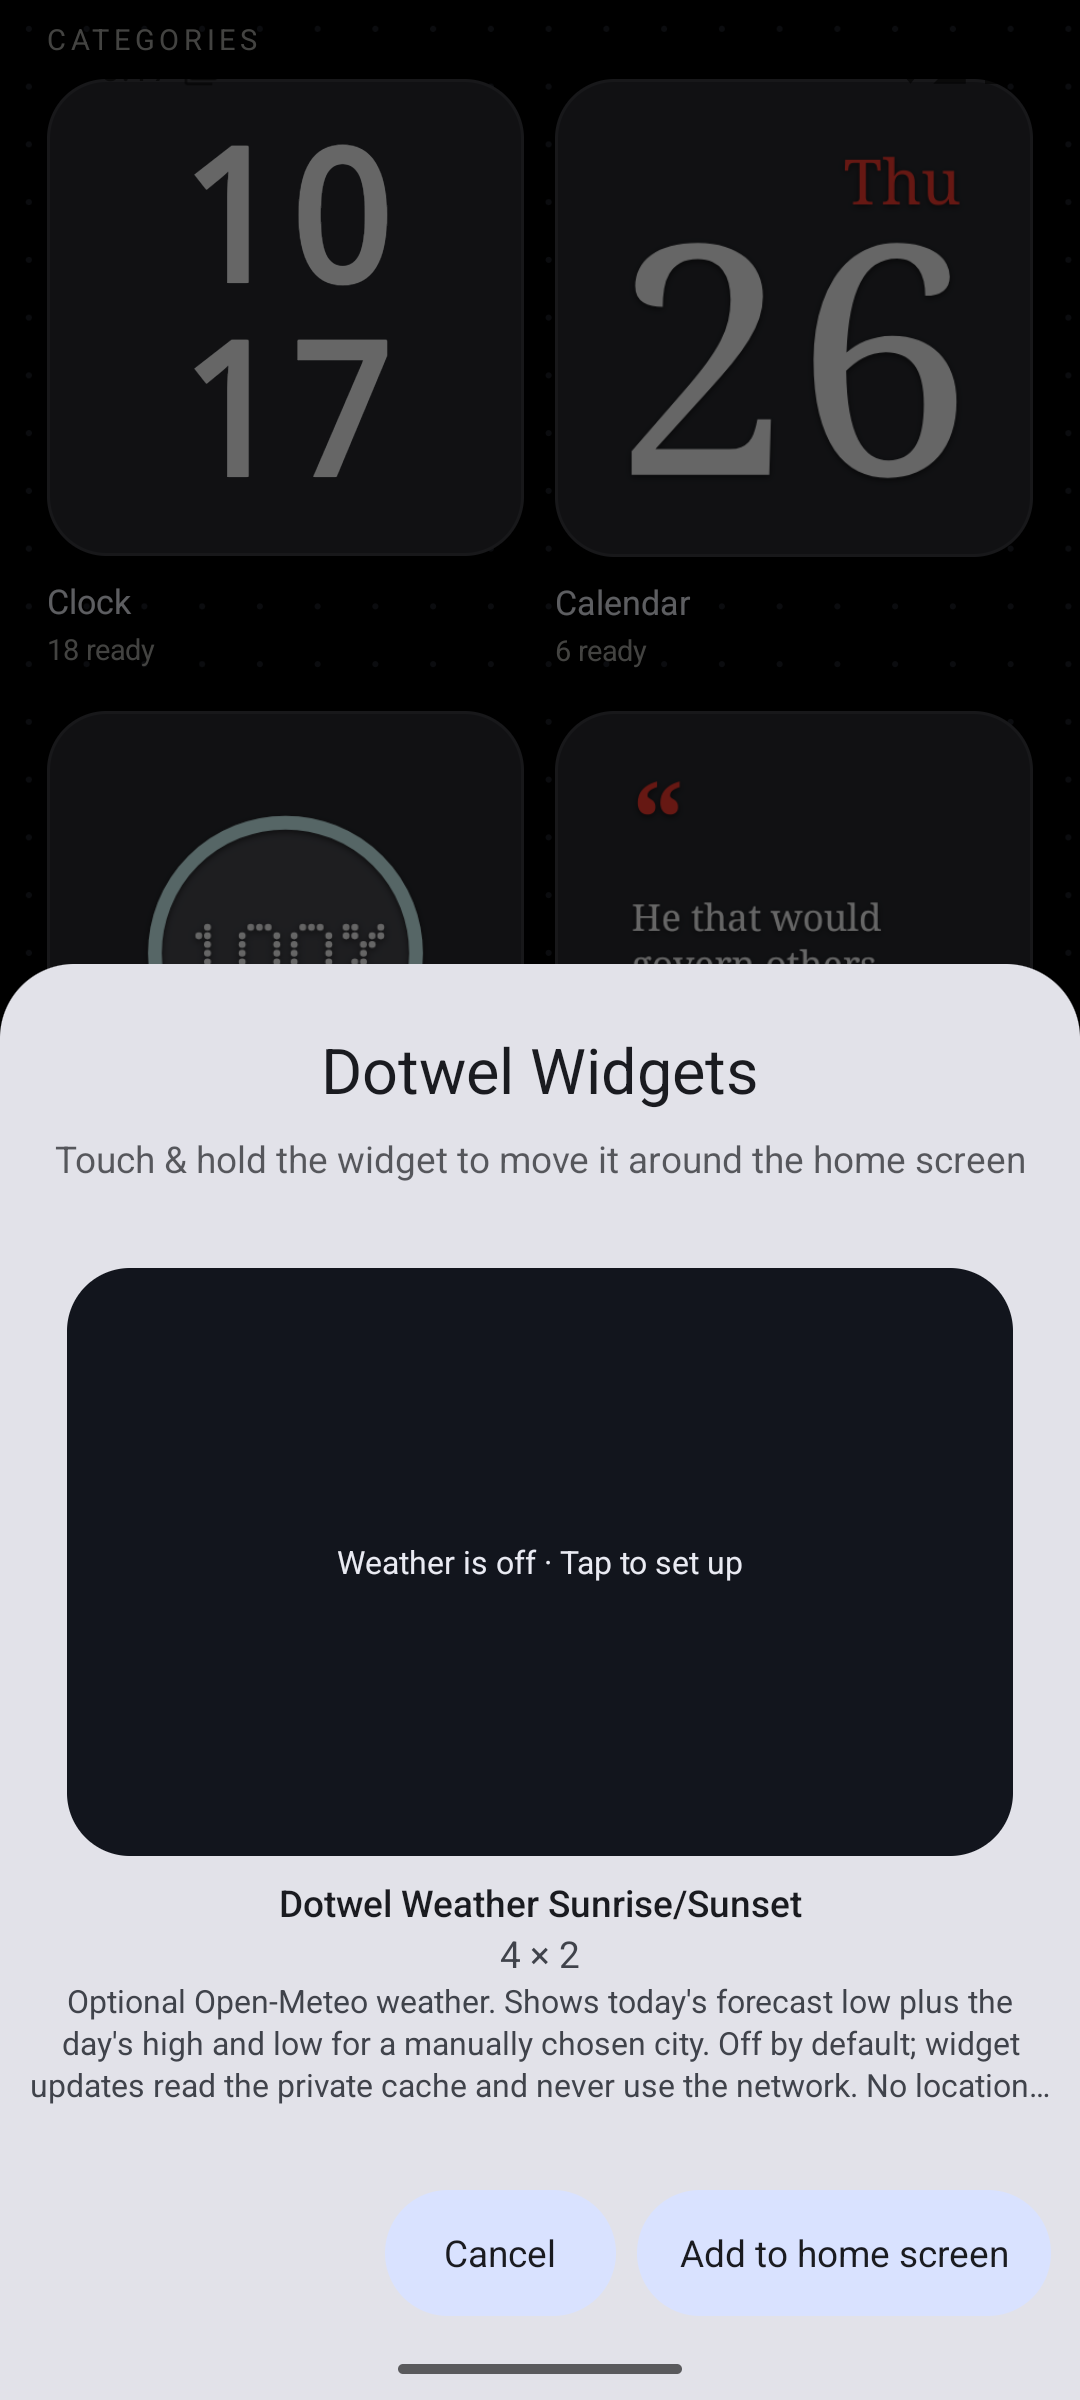 CATEGORIES
10
17
Thu
26
Clock
18 ready
Calendar
6 ready
100%
“
He that would
govern others
Dotwel Widgets
Touch & hold the widget to move it around the home screen
Weather is off · Tap to set up
Dotwel Weather Sunrise/Sunset
4 × 2
Optional Open-Meteo weather. Shows today's forecast low plus the
day's high and low for a manually chosen city. Off by default; widget
updates read the private cache and never use the network. No location…
Cancel
Add to home screen